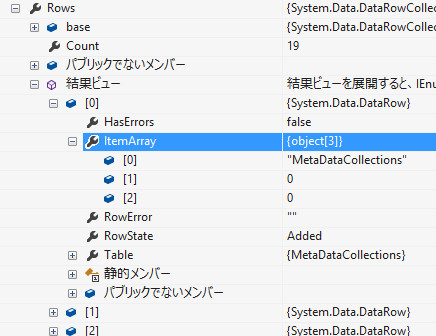 Rows {System.Data.DataRowCollec
base {System.Data.DataRowCollec
Count 19
パブリックでないメンバー
結果ビュー 結果ビューを展開すると、IEnu
[0] {System.Data.DataRow}
HasErrors false
ItemArray {object[3]}
[0] "MetaDataCollections"
[1] 0
[2] 0
RowError ""
RowState Added
Table {MetaDataCollections}
静的メンバー
パブリックでないメンバー
[1] {System.Data.DataRow}
[2] {System.Data.DataRow}